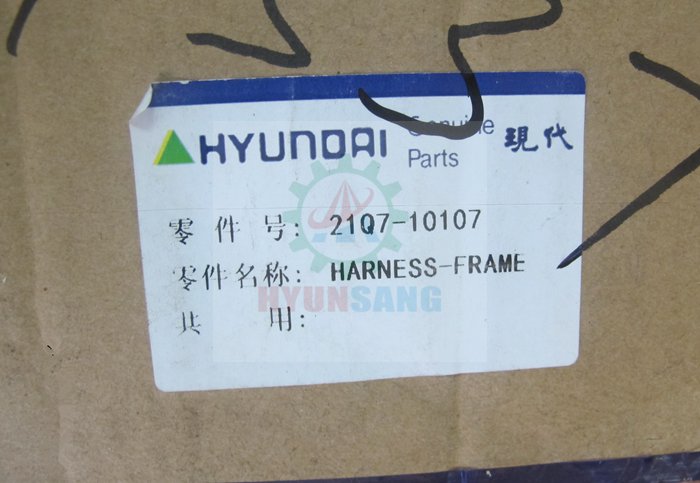 HYUNDAI Genuine Parts 現代
零件号: 21Q7-10107
零件名称: HARNESS-FRAME
HYUNSANG
共用: